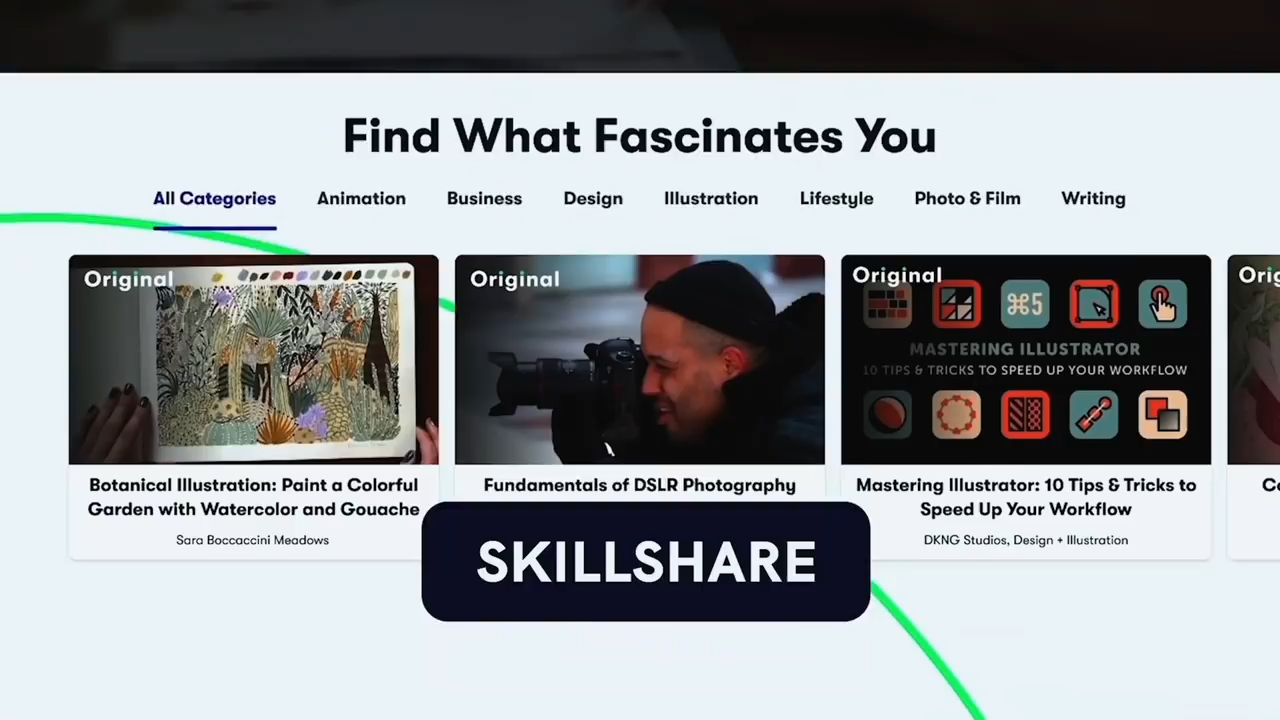 Find What Fascinates You
All Categories Animation Business Design Illustration Lifestyle Photo & Film Writing
Original
Original
Original
⌘5
MASTERING ILLUSTRATOR
10 TIPS & TRICKS TO SPEED UP YOUR WORKFLOW
Botanical Illustration: Paint a Colorful
Garden with Watercolor and Gouache
Sara Boccaccini Meadows
Fundamentals of DSLR Photography
Mastering Illustrator: 10 Tips & Tricks to
Speed Up Your Workflow
DKNG Studios, Design + Illustration
SKILLSHARE